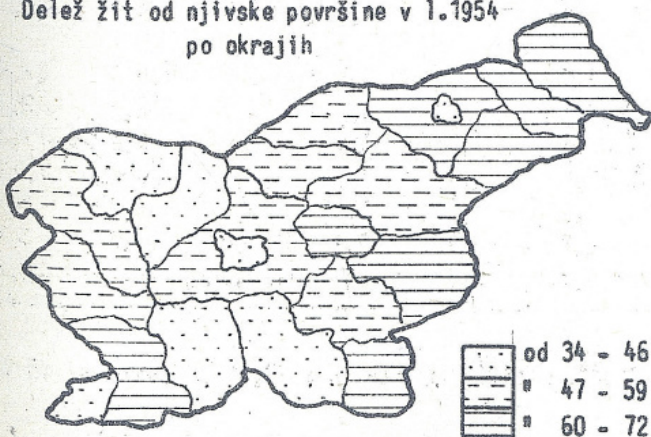 Delež žit od njivske površine v l.1954
po okrajih
od 34 - 46
" 47 - 59
" 60 - 72